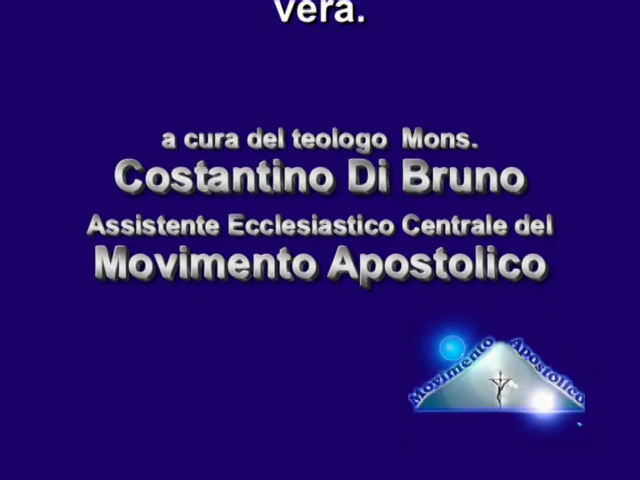 vera.
a cura del teologo Mons.
Costantino Di Bruno
Assistente Ecclesiastico Centrale del
Movimento Apostolico
Movimento Apostolico